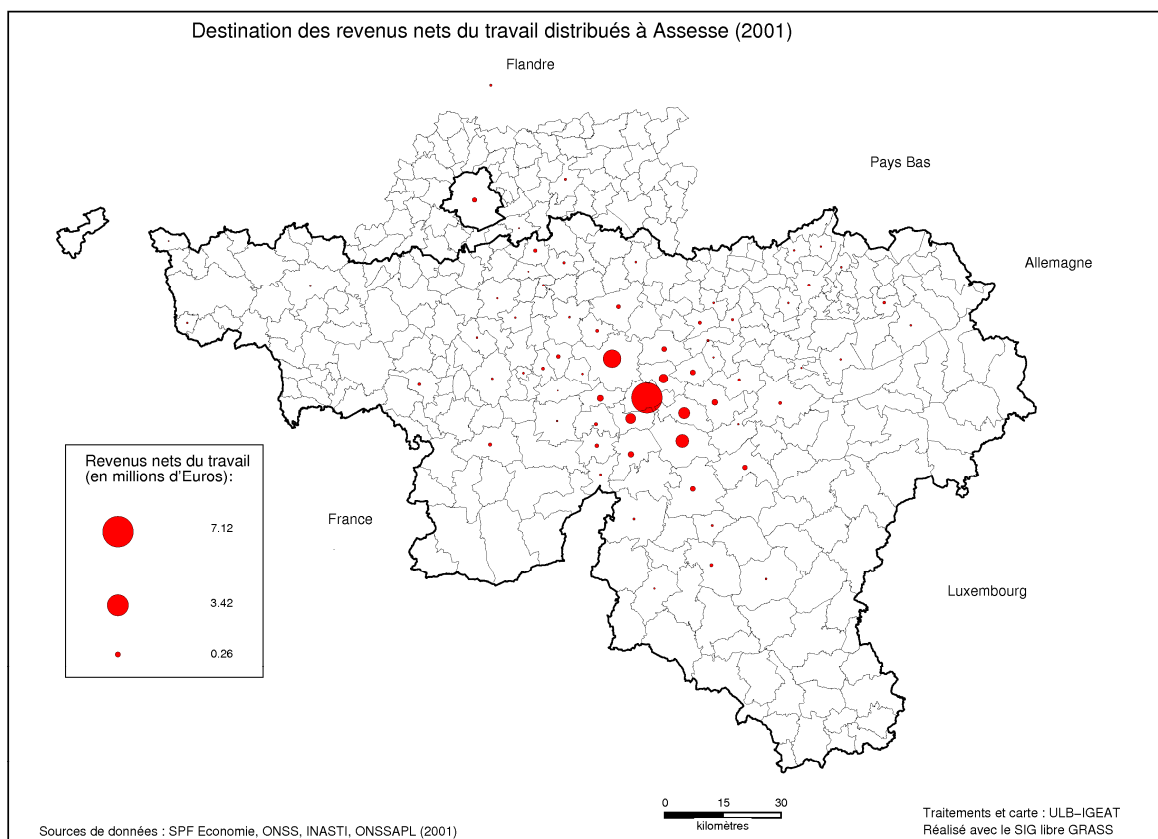 Destination des revenus nets du travail distribués à Assesse (2001)
Flandre
Pays Bas
Allemagne
Revenus nets du travail
(en millions d'Euros):
7.12
3.42
0.26
France
Luxembourg
0 15 30
kilomètres
Sources de données : SPF Economie, ONSS, INASTI, ONSSAPL (2001)
Traitements et carte : ULB-IGEAT
Réalisé avec le SIG libre GRASS